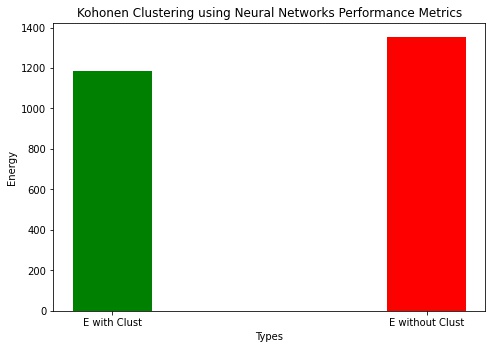 Kohonen Clustering using Neural Networks Performance Metrics
1400
1200
1000
800
600
400
200
0
Energy
E with Clust
E without Clust
Types